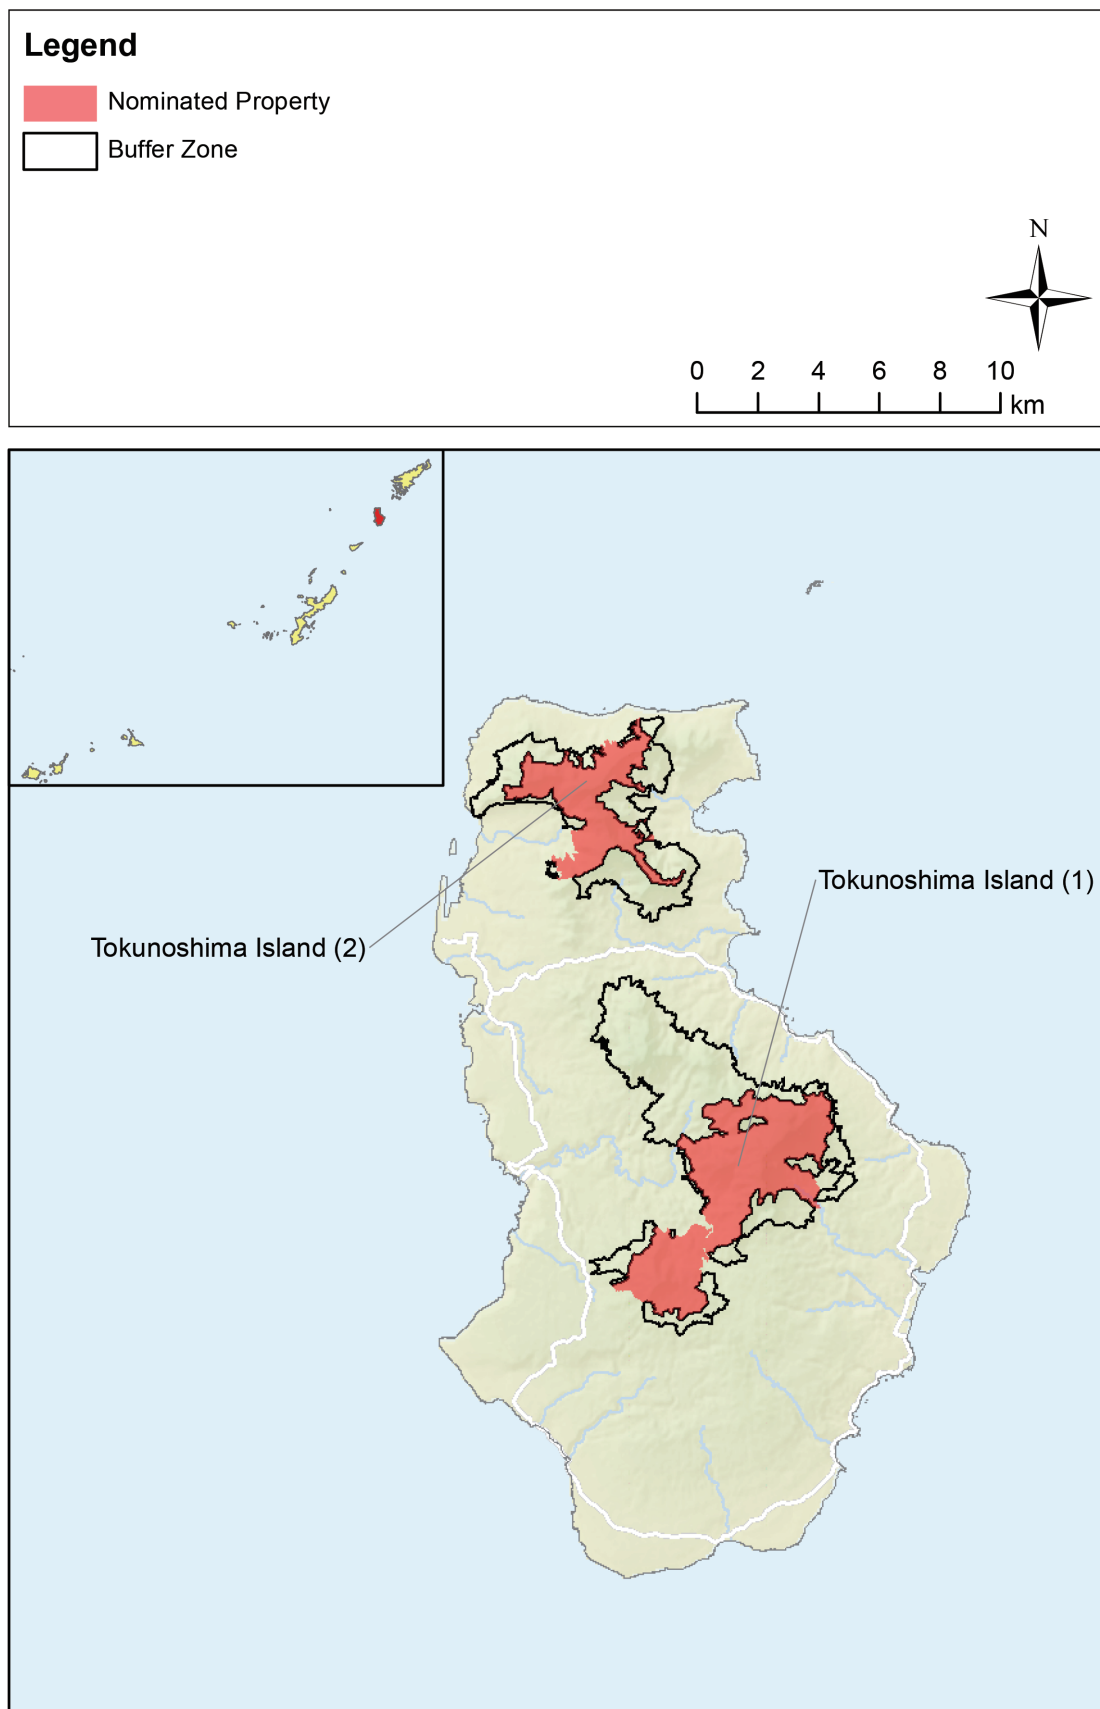 Legend
Nominated Property
Buffer Zone
N
0 2 4 6 8 10
km
Tokunoshima Island (1)
Tokunoshima Island (2)